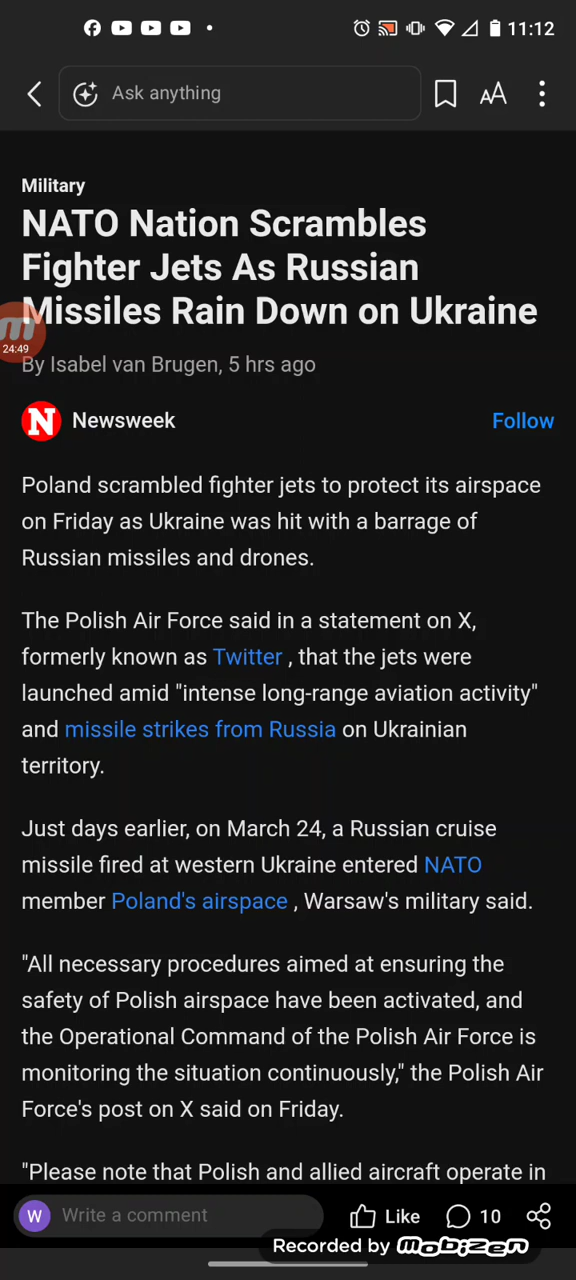 11:12
Ask anything
AA
Military
NATO Nation Scrambles
Fighter Jets As Russian
Missiles Rain Down on Ukraine
24:49
By Isabel van Brugen, 5 hrs ago
N
Newsweek
Follow
Poland scrambled fighter jets to protect its airspace
on Friday as Ukraine was hit with a barrage of
Russian missiles and drones.
The Polish Air Force said in a statement on X,
formerly known as Twitter , that the jets were
launched amid "intense long-range aviation activity"
and missile strikes from Russia on Ukrainian
territory.
Just days earlier, on March 24, a Russian cruise
missile fired at western Ukraine entered NATO
member Poland's airspace , Warsaw's military said.
"All necessary procedures aimed at ensuring the
safety of Polish airspace have been activated, and
the Operational Command of the Polish Air Force is
monitoring the situation continuously," the Polish Air
Force's post on X said on Friday.
"Please note that Polish and allied aircraft operate in
W
Write a comment
Like
10
Recorded by mobizen